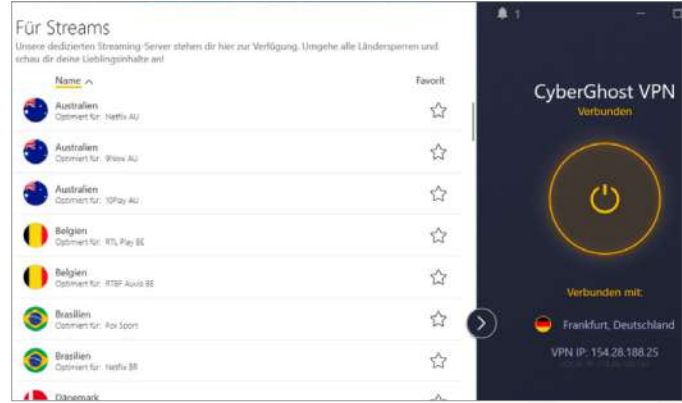 Für Streams
Unsere dedizierten Streaming-Server stehen dir hier zur Verfügung. Umgehe alle Ländersperren und
schau dir deine Lieblingsinhalte an!
Name
Favorit
Australien
Optimiert für: Netflix AU
Australien
Optimiert für: 9Now AU
Australien
Optimiert für: 10Play AU
Belgien
Optimiert für: RTL Play BE
Belgien
Optimiert für: RTBF Auvio BE
Brasilien
Optimiert für: Fox Sport
Brasilien
Optimiert für: Netflix BR
Dänemark
1
CyberGhost VPN
Verbunden
Verbunden mit:
Frankfurt, Deutschland
VPN IP: 154.28.188.25